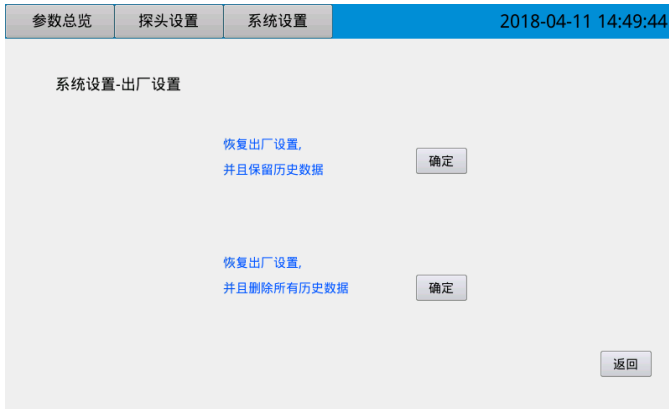 参数总览 探头设置 系统设置 2018-04-11 14:49:44
系统设置-出厂设置
恢复出厂设置,
并且保留历史数据
确定
恢复出厂设置,
并且删除所有历史数据
确定
返回